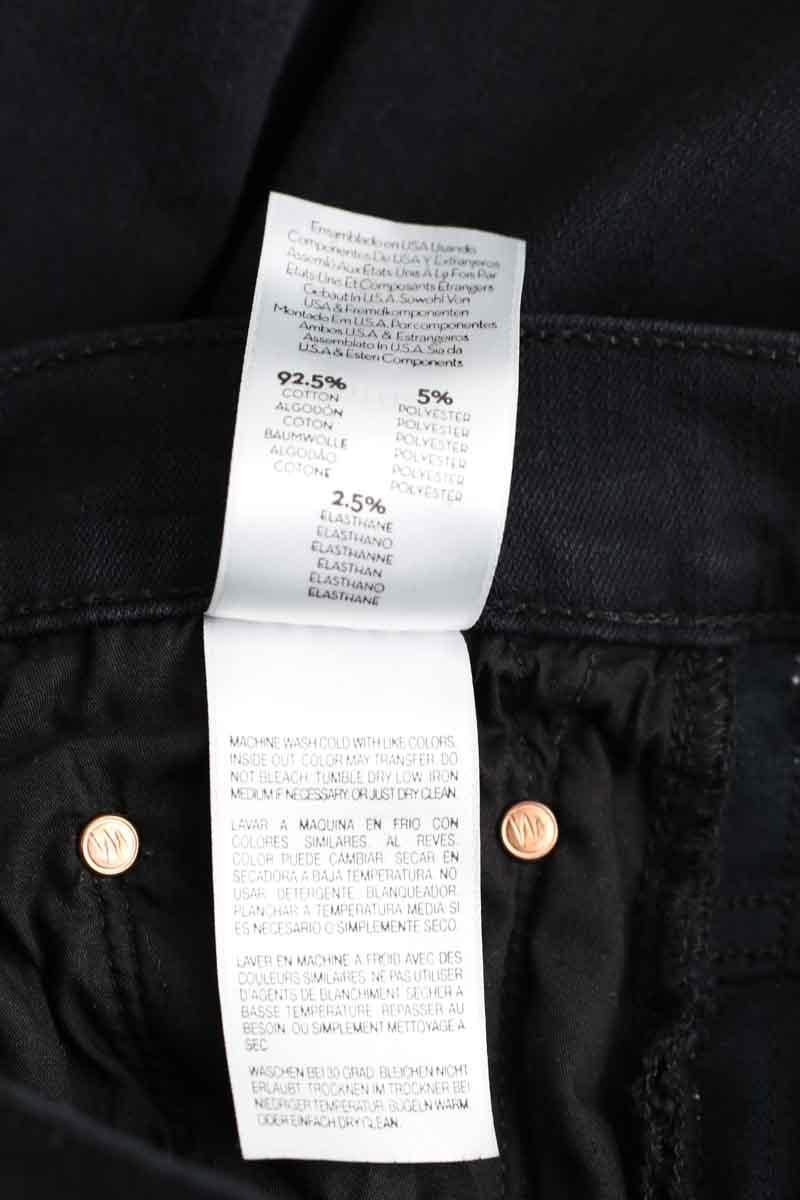 Ensamblado en USA Usando
Componentes De USA Y Extranjeros
Assemblé Aux États-Unis À La Fois Par
États-Unis Et Composants Étrangers
Gebaut In U.S.A. Sowohl Von
USA & Fremdkomponenten
Montado Em U.S.A. Por componentes
Ambos U.S.A & Estrangeiros
Assemblato In U.S.A. Sia da
U.S.A & Esteri Components
92.5%
COTTON
ALGODÓN
COTON
BAUMWOLLE
ALGODÃO
COTONE
5%
POLYESTER
POLYESTER
POLYESTER
POLYESTER
POLYESTER
POLYESTER
2.5%
ELASTHANE
ELASTHANO
ELASTHANNE
ELASTHAN
ELASTHANO
ELASTHANE
MACHINE WASH COLD WITH LIKE COLORS.
INSIDE OUT. COLOR MAY TRANSFER. DO
NOT BLEACH. TUMBLE DRY LOW. IRON
MEDIUM IF NECESSARY. OR JUST DRY CLEAN.
LAVAR A MAQUINA EN FRIO CON
COLORES SIMILARES. AL REVES.
COLOR PUEDE CAMBIAR. SECAR EN
SECADORA A BAJA TEMPERATURA. NO
USAR DETERGENTE BLANQUEADOR.
PLANCHAR A TEMPERATURA MEDIA SI
ES NECESARIO O SIMPLEMENTE SECO.
LAVER EN MACHINE A FROID AVEC DES
COULEURS SIMILAIRES. NE PAS UTILISER
D'AGENTS DE BLANCHIMENT. SECHER A
BASSE TEMPERATURE. REPASSER AU
BESOIN. OU SIMPLEMENT METTOYAGE A
SEC.
WASCHEN BEI 30 GRAD. BLEICHEN NICHT
ERLAUBT. TROCKNEN IM TROCKNER BEI
NIEDRIGER TEMPERATUR. BUGELN WARM
ODER EINFACH DRY CLEAN.